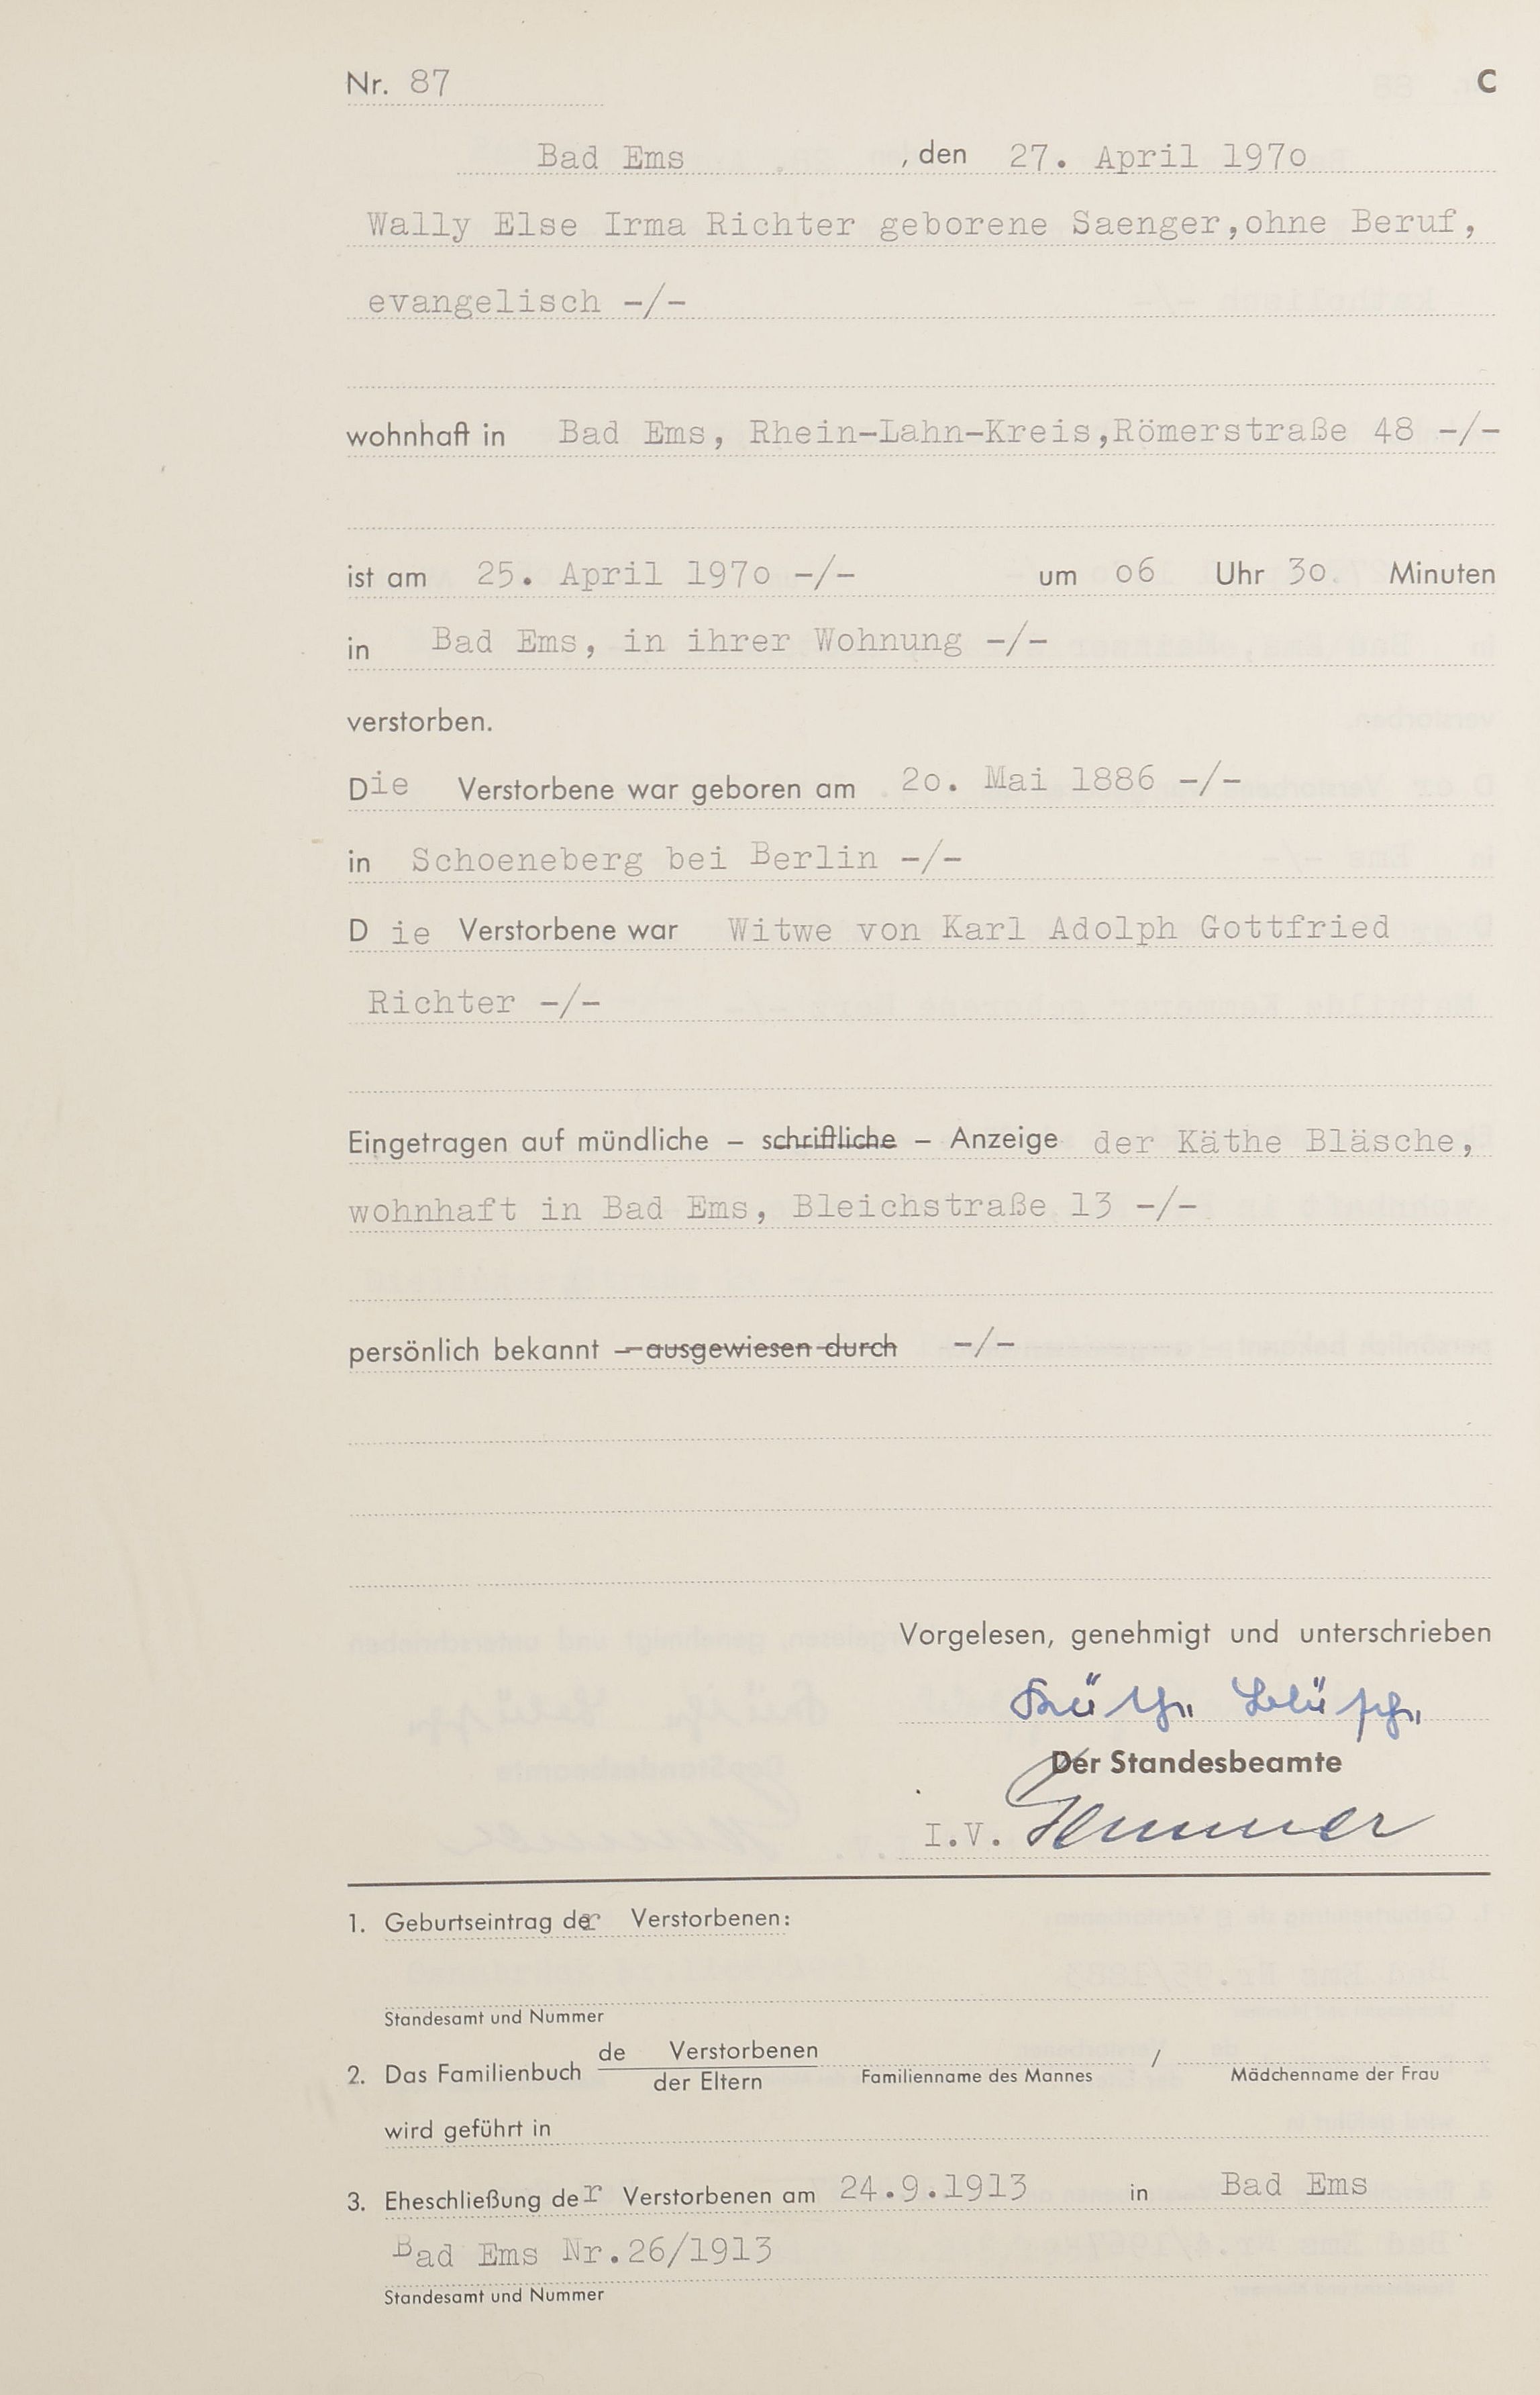 Nr. 87
C
Bad Ems , den 27. April 197o
Wally Else Irma Richter geborene Saenger,ohne Beruf,
evangelisch -/-
wohnhaft in Bad Ems, Rhein-Lahn-Kreis,Römerstraße 48 -/-
ist am 25. April 197o -/- um o6 Uhr 3o Minuten
in Bad Ems, in ihrer Wohnung -/-
verstorben.
Die Verstorbene war geboren am 2o. Mai 1886 -/-
in Schoeneberg bei Berlin -/-
D ie Verstorbene war Witwe von Karl Adolph Gottfried
Richter -/-
Eingetragen auf mündliche – schriftliche – Anzeige der Käthe Bläsche,
wohnhaft in Bad Ems, Bleichstraße 13 -/-
persönlich bekannt – ausgewiesen durch -/-
Vorgelesen, genehmigt und unterschrieben
Käthe Bläsche
Der Standesbeamte
I.V.
1. Geburtseintrag der Verstorbenen:
Standesamt und Nummer
2. Das Familienbuch de Verstorbenen / 
der Eltern Familienname des Mannes Mädchenname der Frau
wird geführt in
3. Eheschließung der Verstorbenen am 24.9.1913 in Bad Ems
Bad Ems Nr.26/1913
Standesamt und Nummer